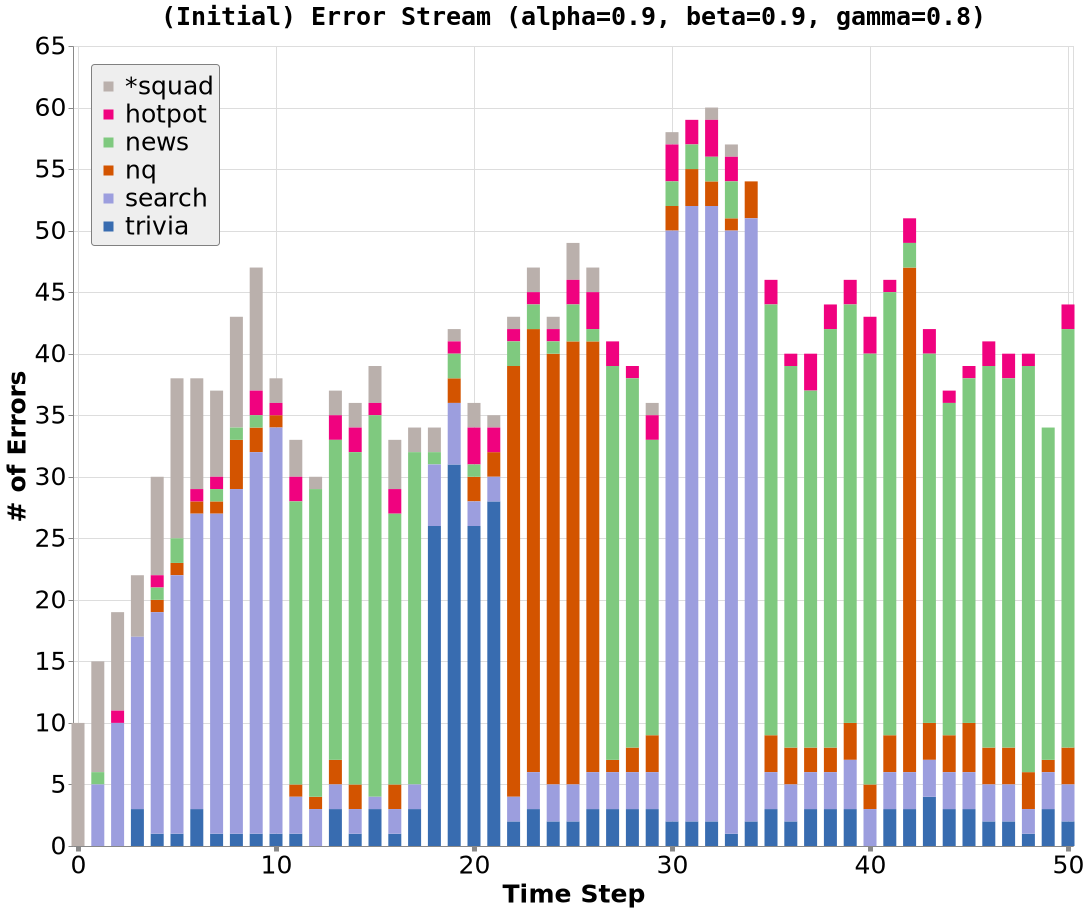 (Initial) Error Stream (alpha=0.9, beta=0.9, gamma=0.8)
65
60
55
50
45
40
35
30
25
20
15
10
5
0
# of Errors
*squad
hotpot
news
nq
search
trivia
0 10 20 30 40 50
Time Step